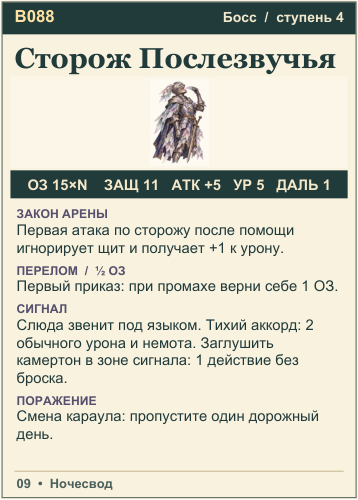 B088
Босс / ступень 4
Сторож Послезвучья
ОЗ 15×N ЗАЩ 11 АТК +5 УР 5 ДАЛЬ 1
ЗАКОН АРЕНЫ
Первая атака по сторожу после помощи
игнорирует щит и получает +1 к урону.
ПЕРЕЛОМ / ½ ОЗ
Первый приказ: при промахе верни себе 1 ОЗ.
СИГНАЛ
Слюда звенит под языком. Тихий аккорд: 2
обычного урона и немота. Заглушить
камертон в зоне сигнала: 1 действие без
броска.
ПОРАЖЕНИЕ
Смена караула: пропустите один дорожный
день.
09 • Ночесвод